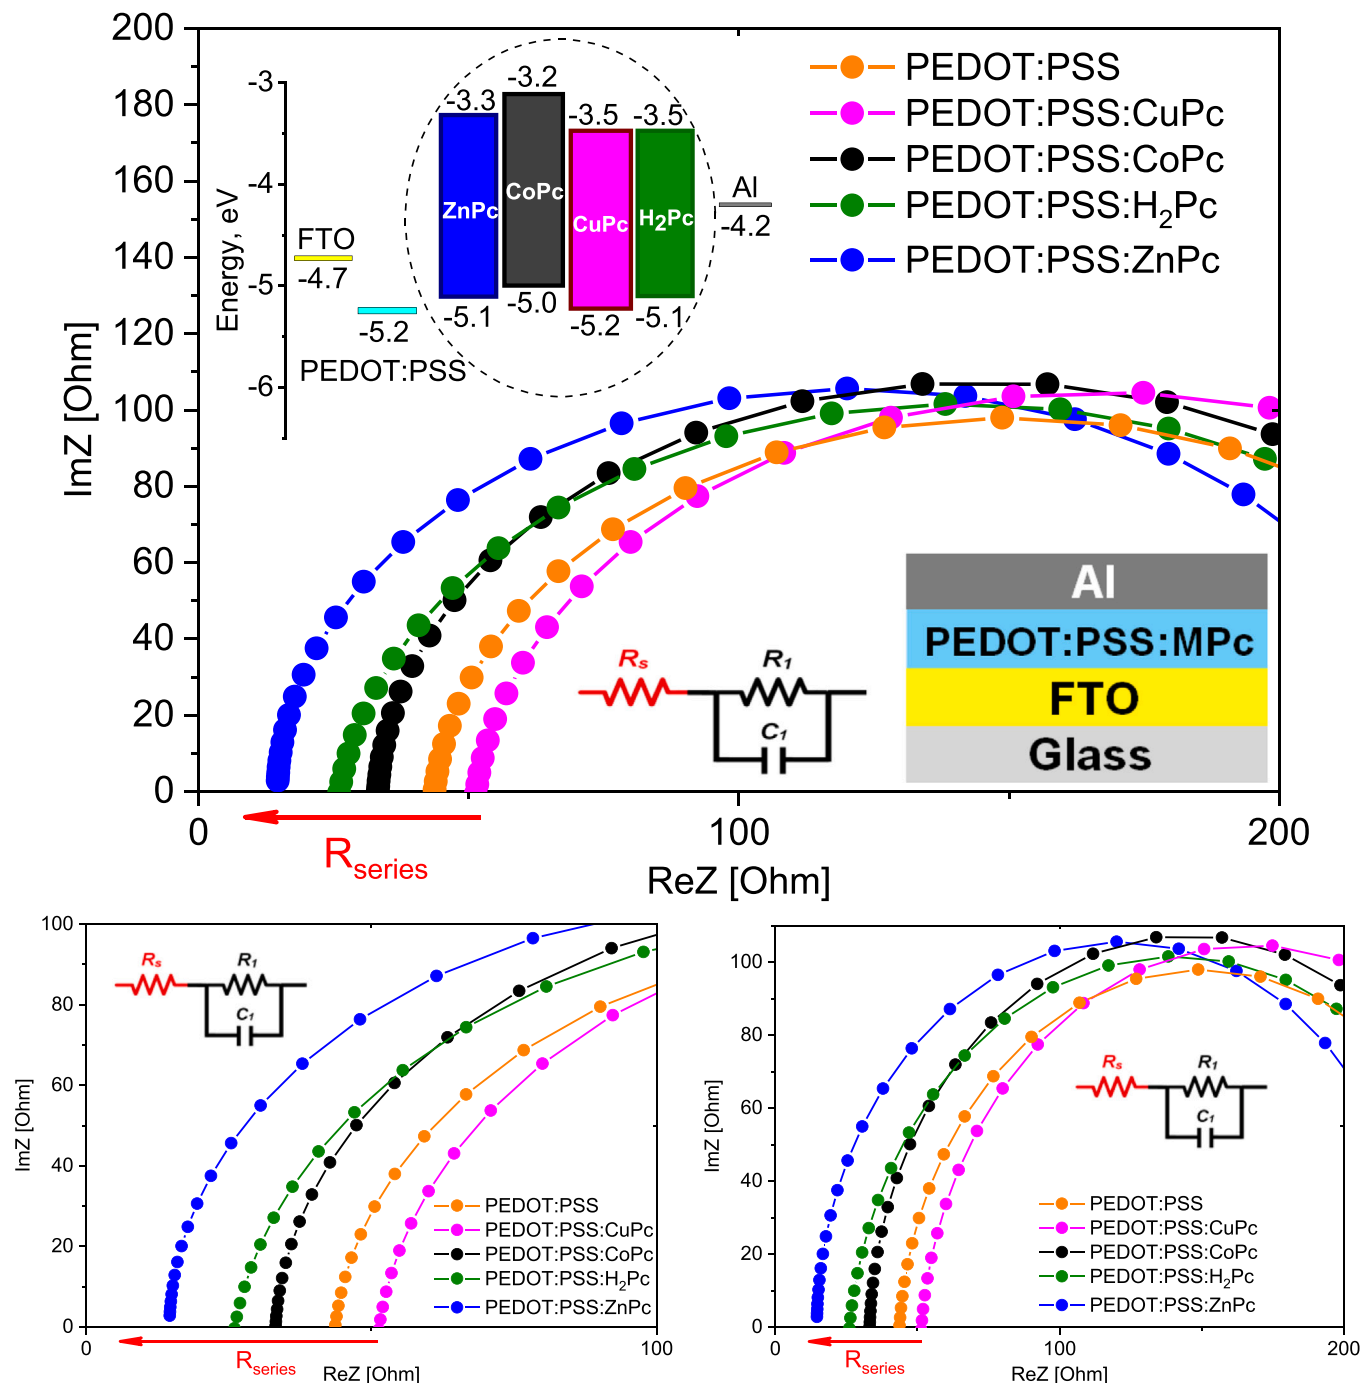 200
180
160
140
120
100
80
60
40
20
0
ImZ [Ohm]
0
100
200
ReZ [Ohm]
R series
Energy, eV
-3
-4
-5
-6
FTO
-4.7
-5.2
PEDOT:PSS
-3.3
ZnPc
-5.1
-3.2
CoPc
-5.0
-3.5
CuPc
-5.2
-3.5
H₂Pc
-5.1
Al
-4.2
PEDOT:PSS
PEDOT:PSS:CuPc
PEDOT:PSS:CoPc
PEDOT:PSS:H₂Pc
PEDOT:PSS:ZnPc
Rs
R1
C1
Al
PEDOT:PSS:MPc
FTO
Glass
100
80
60
40
20
0
ImZ [Ohm]
0
100
ReZ [Ohm]
R series
Rs
R1
C1
PEDOT:PSS
PEDOT:PSS:CuPc
PEDOT:PSS:CoPc
PEDOT:PSS:H₂Pc
PEDOT:PSS:ZnPc
100
80
60
40
20
0
ImZ [Ohm]
0
100
200
ReZ [Ohm]
R series
Rs
R1
C1
PEDOT:PSS
PEDOT:PSS:CuPc
PEDOT:PSS:CoPc
PEDOT:PSS:H₂Pc
PEDOT:PSS:ZnPc